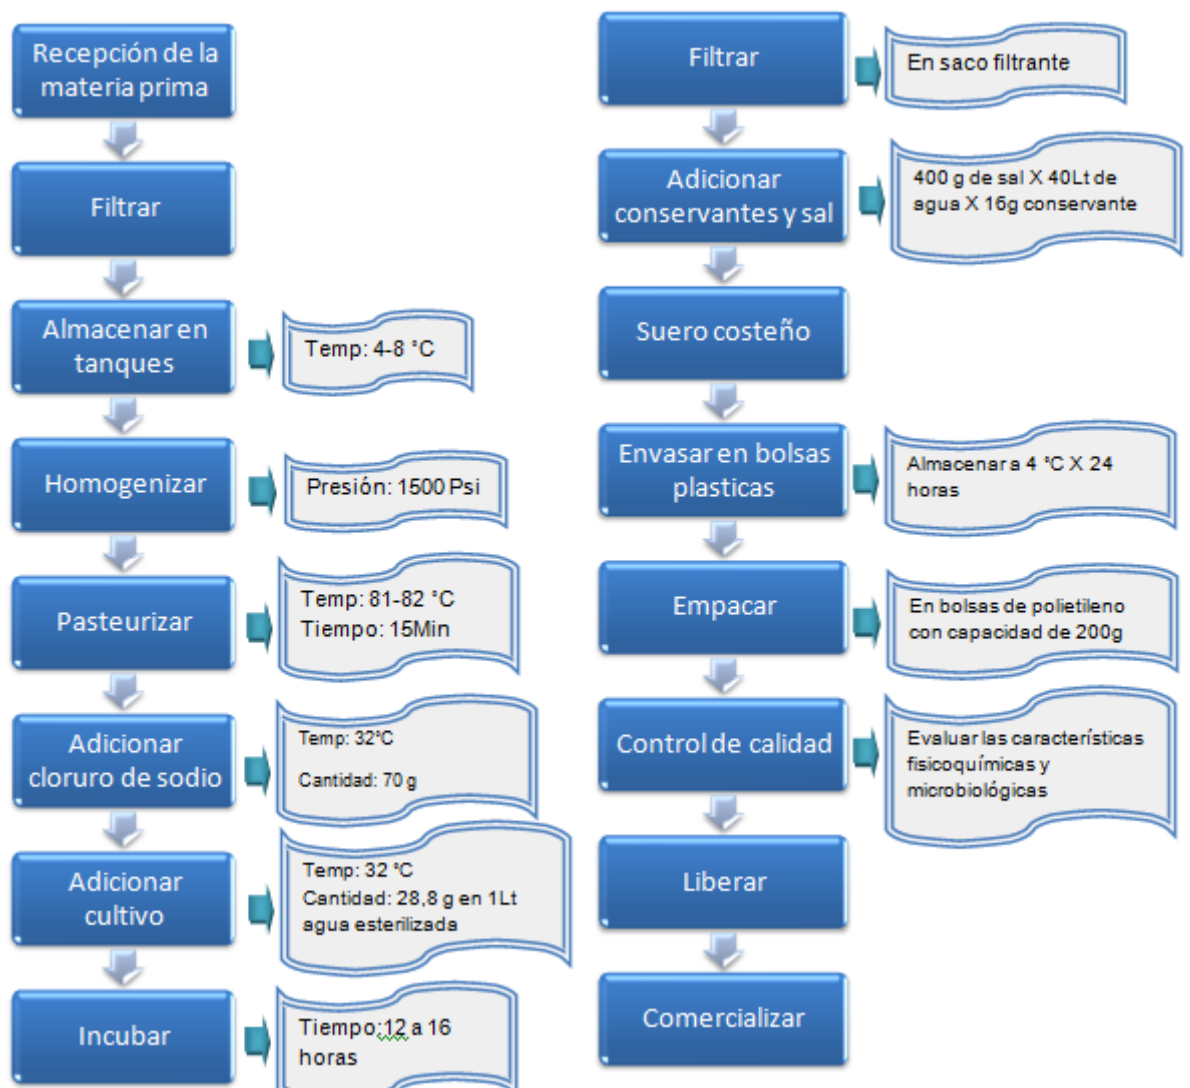 Recepción de la
materia prima
Filtrar
Almacenar en
tanques
Temp: 4-8 °C
Homogenizar
Presión: 1500 Psi
Pasteurizar
Temp: 81-82 °C
Tiempo: 15Min
Adicionar
cloruro de sodio
Temp: 32°C
Cantidad: 70 g
Adicionar
cultivo
Temp: 32 °C
Cantidad: 28,8 g en 1Lt
agua esterilizada
Incubar
Tiempo:12 a 16
horas
Filtrar
En saco filtrante
Adicionar
conservantes y sal
400 g de sal X 40Lt de
agua X 16g conservante
Suero costeño
Envasar en bolsas
plasticas
Almacenar a 4 °C X 24
horas
Empacar
En bolsas de polietileno
con capacidad de 200g
Control de calidad
Evaluar las características
fisicoquímicas y
microbiológicas
Liberar
Comercializar